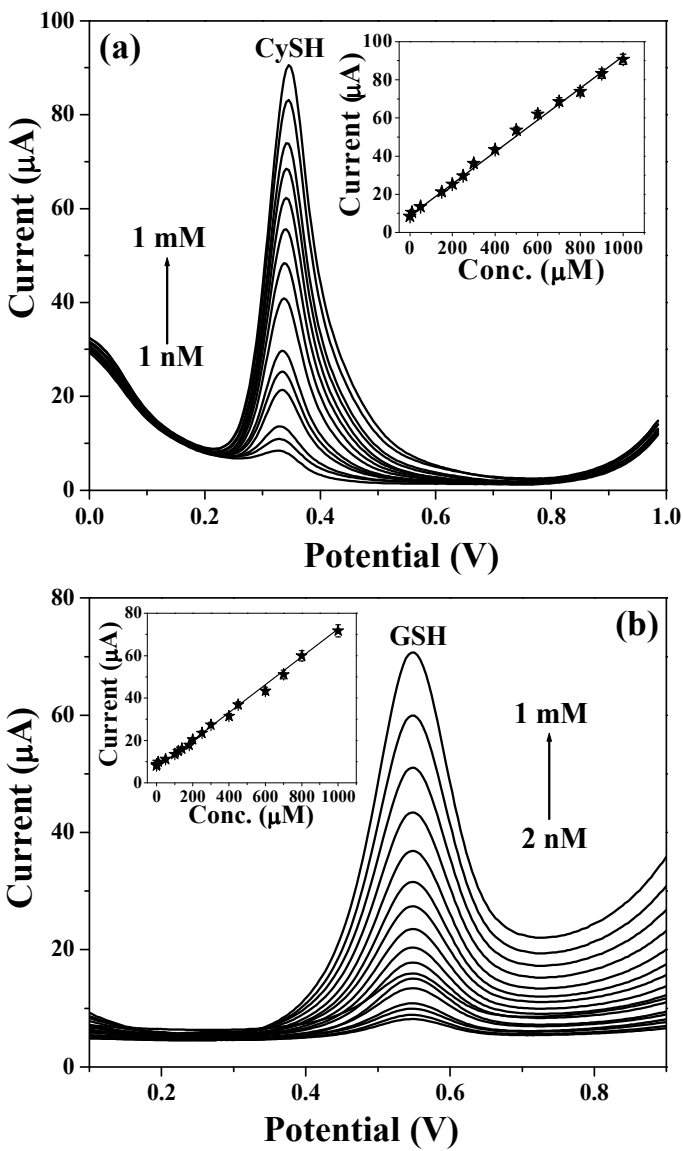 (a)
CySH
100
80
60
40
20
0
Current (μA)
1 mM
1 nM
0.0 0.2 0.4 0.6 0.8 1.0
Potential (V)
100
80
60
40
20
0
Current (μA)
0 200 400 600 800 1000
Conc. (μM)
(b)
GSH
80
60
40
20
0
Current (μA)
1 mM
2 nM
0.2 0.4 0.6 0.8
Potential (V)
80
60
40
20
0
Current (μA)
0 200 400 600 800 1000
Conc. (μM)